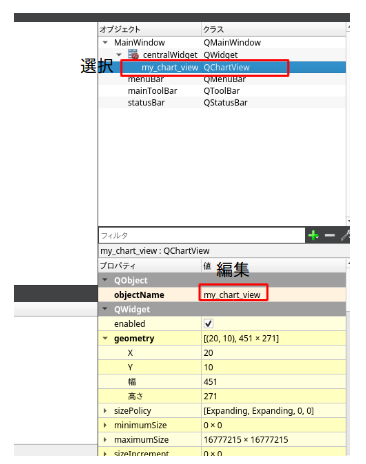 オブジェクト クラス
MainWindow QMainWindow
centralWidget QWidget
選択 my_chart_view QChartView
menuBar QMenuBar
mainToolBar QToolBar
statusBar QStatusBar
フィルタ
my_chart_view : QChartView
プロパティ 値 編集
QObject
objectName my_chart_view
QWidget
enabled
geometry [(20, 10), 451 × 271]
X 20
Y 10
幅 451
高さ 271
sizePolicy [Expanding, Expanding, 0, 0]
minimumSize 0 × 0
maximumSize 16777215 × 16777215
sizeIncrement 0 × 0